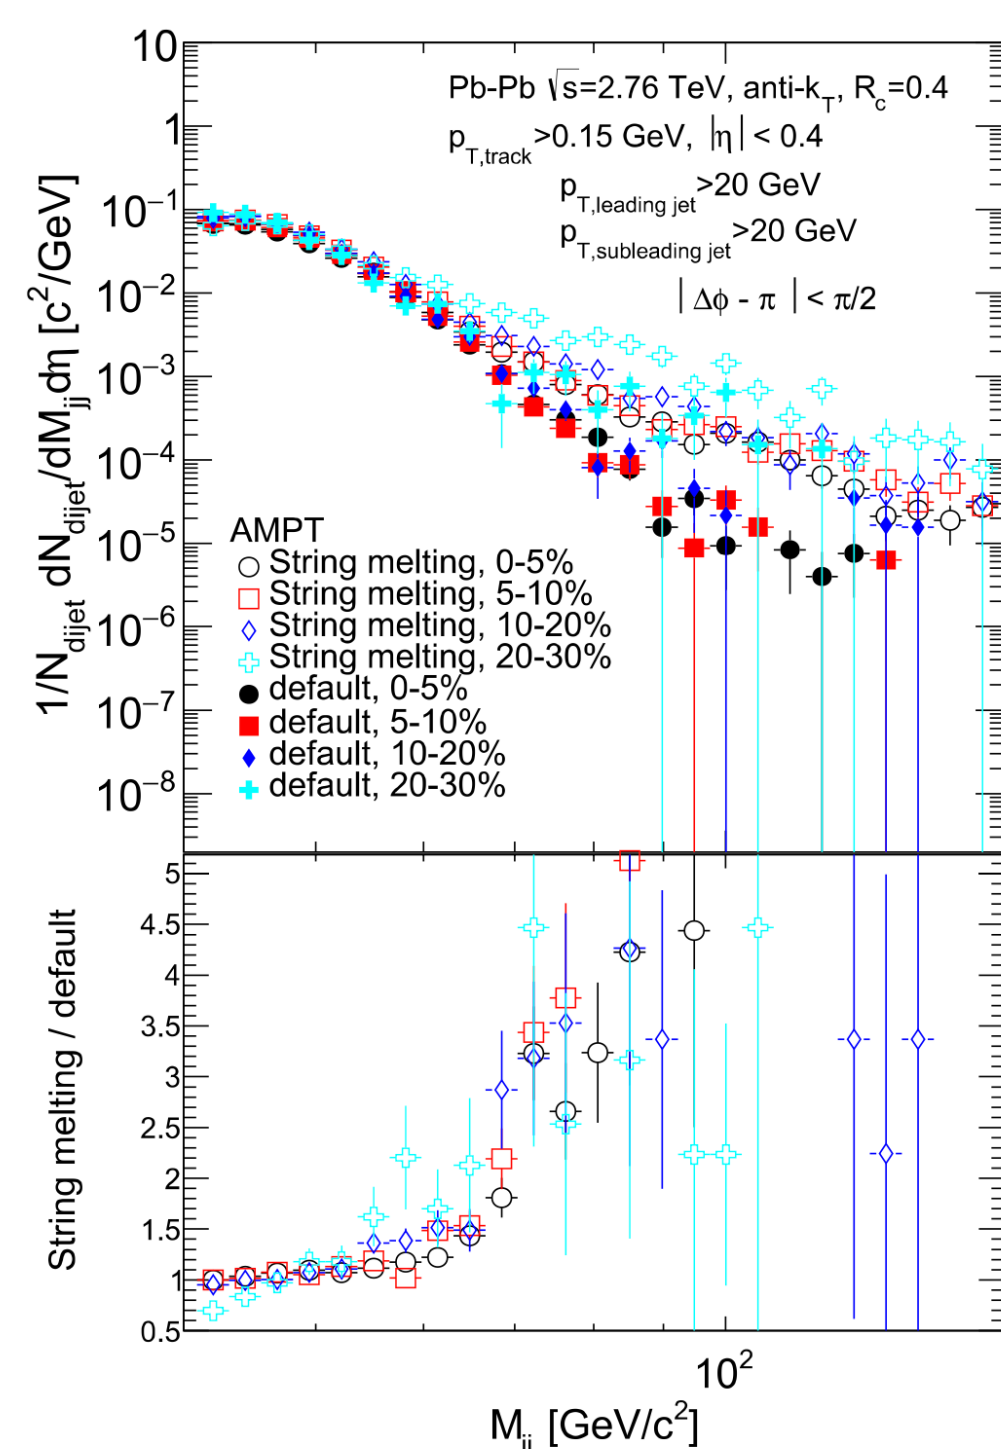 10
Pb-Pb √s=2.76 TeV, anti-k_T, R_c=0.4
1
p_T,track>0.15 GeV, |η| < 0.4
p_T,leading jet>20 GeV
10⁻¹
p_T,subleading jet>20 GeV
10⁻²
| Δϕ - π | < π/2
10⁻³
10⁻⁴
1/N_dijet dN_dijet/dM_jjdη [c²/GeV]
AMPT
10⁻⁵
String melting, 0-5%
String melting, 5-10%
String melting, 10-20%
10⁻⁶
String melting, 20-30%
default, 0-5%
10⁻⁷
default, 5-10%
default, 10-20%
default, 20-30%
10⁻⁸
5
4.5
4
3.5
3
2.5
2
1.5
1
0.5
String melting / default
10²
M_jj [GeV/c²]